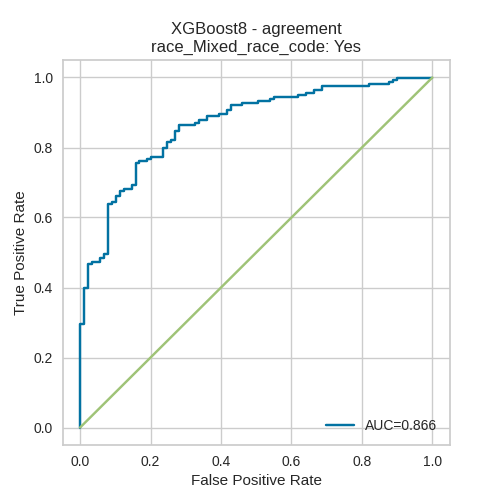 XGBoost8 - agreement
race_Mixed_race_code: Yes
1.0
0.8
0.6
0.4
0.2
0.0
True Positive Rate
AUC=0.866
0.0 0.2 0.4 0.6 0.8 1.0
False Positive Rate